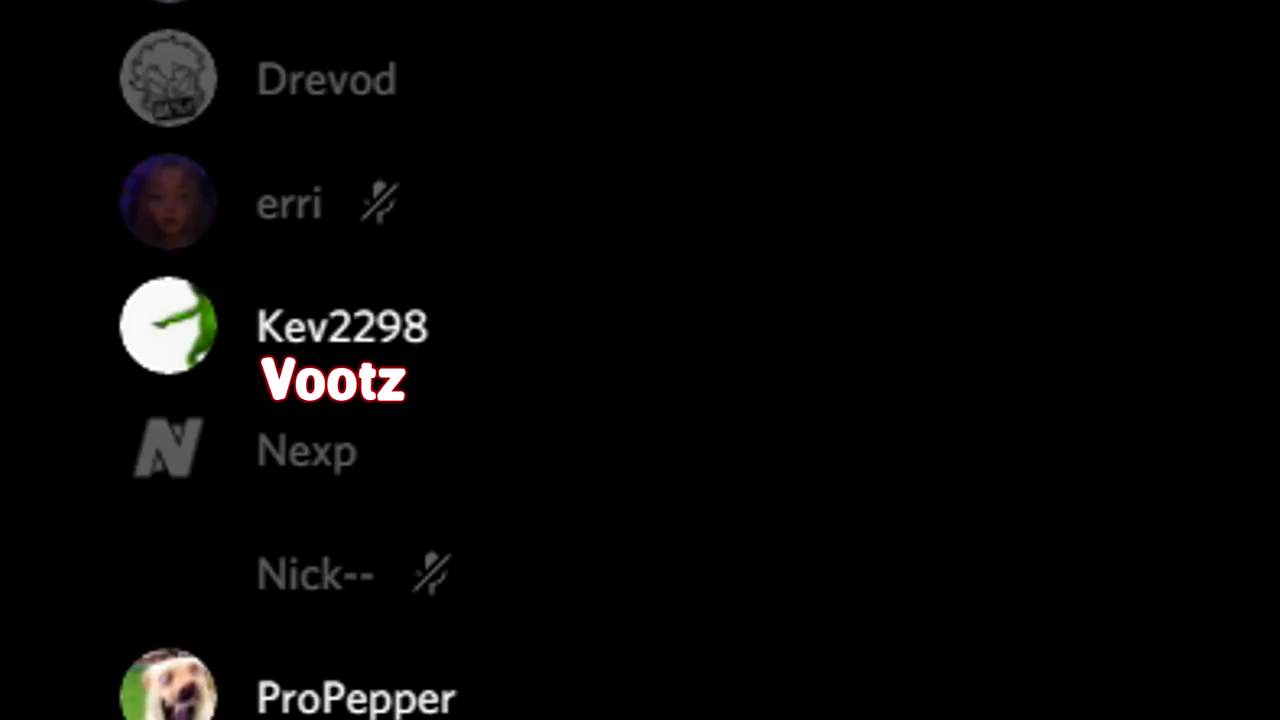 Drevod
erri
Kev2298
Vootz
N Nexp
Nick--
ProPepper